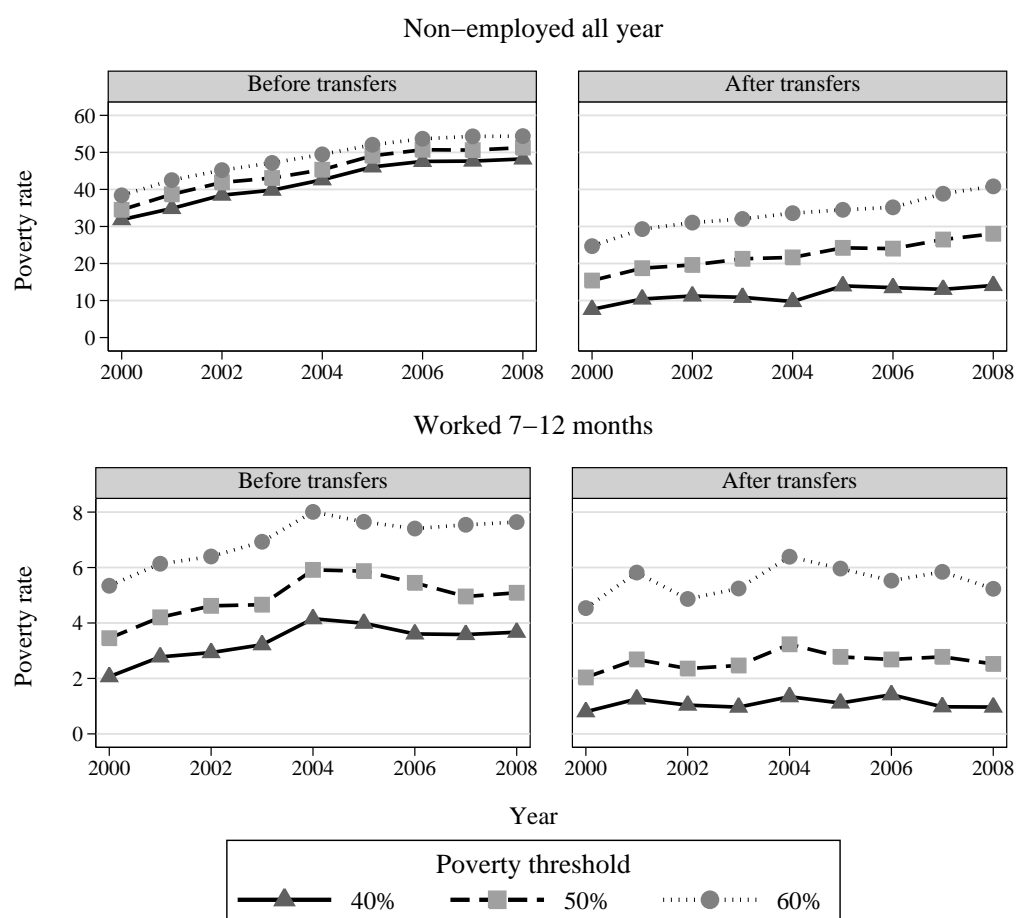 Non−employed all year
Before transfers
After transfers
Poverty rate
60
50
40
30
20
10
0
2000 2002 2004 2006 2008
2000 2002 2004 2006 2008
Worked 7−12 months
Before transfers
After transfers
Poverty rate
8
6
4
2
0
2000 2002 2004 2006 2008
2000 2002 2004 2006 2008
Year
Poverty threshold
40% 50% 60%